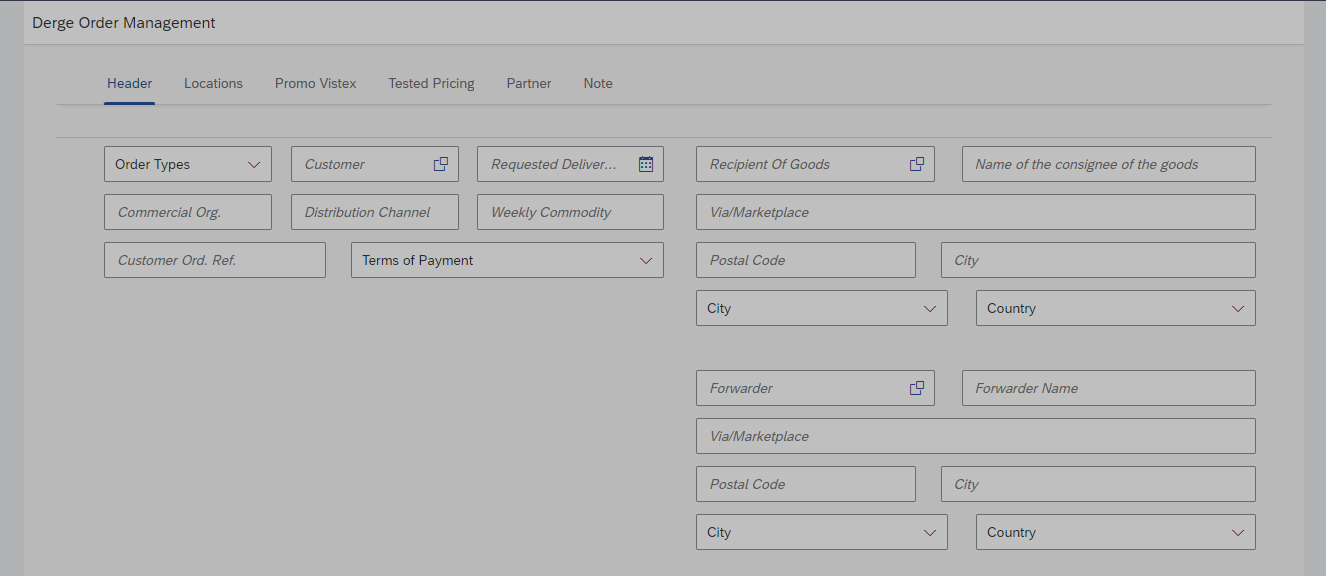 Derge Order Management
Header Locations Promo Vistex Tested Pricing Partner Note
Order Types Customer Requested Deliver... Recipient Of Goods Name of the consignee of the goods
Commercial Org. Distribution Channel Weekly Commodity Via/Marketplace
Customer Ord. Ref. Terms of Payment Postal Code City
City Country
Forwarder Forwarder Name
Via/Marketplace
Postal Code City
City Country